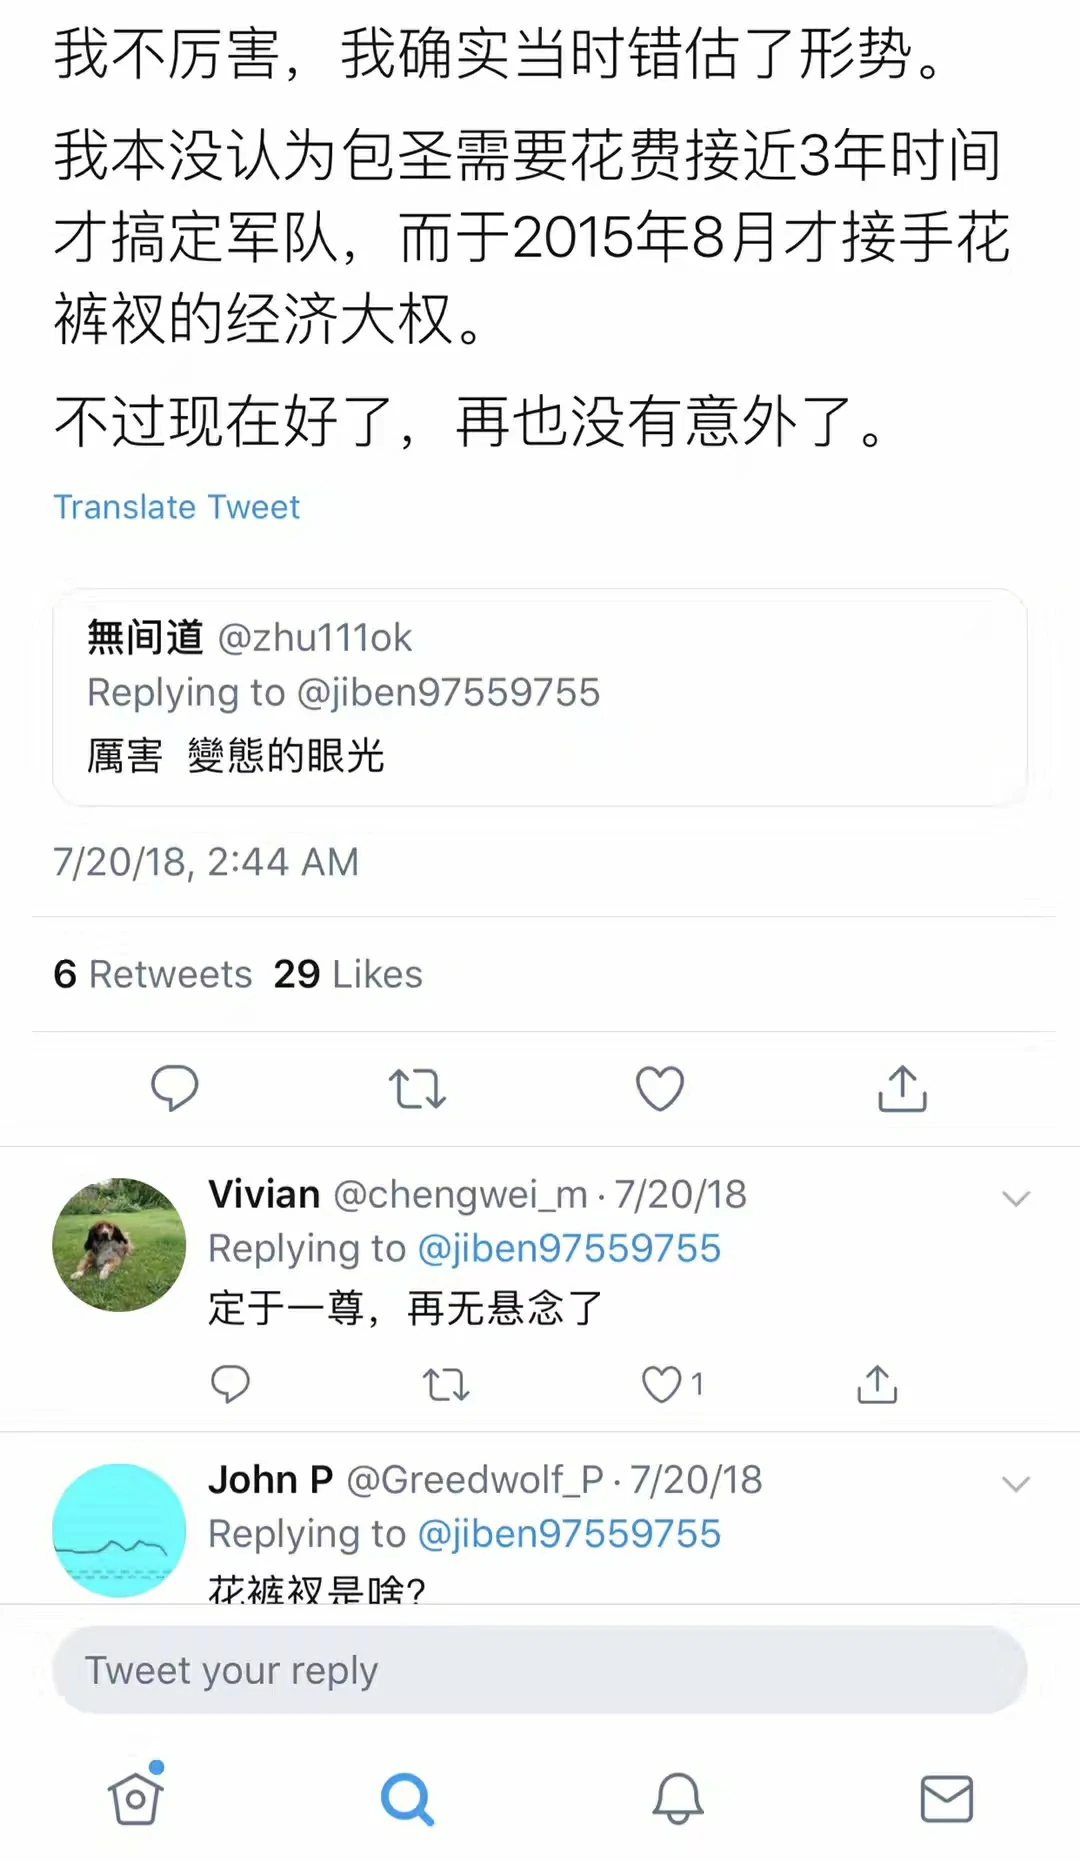 我不厉害，我确实当时错估了形势。
我本没认为包圣需要花费接近3年时间
才搞定军队，而于2015年8月才接手花
裤衩的经济大权。
不过现在好了，再也没有意外了。
Translate Tweet
無间道 @zhu111ok
Replying to @jiben97559755
厲害 變態的眼光
7/20/18, 2:44 AM
6 Retweets 29 Likes
Vivian @chengwei_m · 7/20/18
Replying to @jiben97559755
定于一尊，再无悬念了
1
John P @Greedwolf_P · 7/20/18
Replying to @jiben97559755
花裤衩是啥?
Tweet your reply